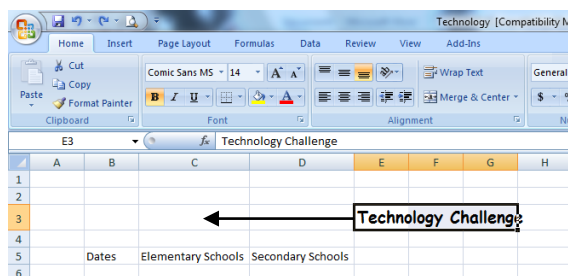 Technology [Compatibility M
Home Insert Page Layout Formulas Data Review View Add-Ins
Cut
Copy
Format Painter
Paste
Clipboard
Comic Sans MS 14 A A
B I U A
Font
Wrap Text
Merge & Center
Alignment
General
$ %
Nu
E3 fx Technology Challenge
A B C D E F G H
1
2
3 Technology Challenge
4
5 Dates Elementary Schools Secondary Schools
6